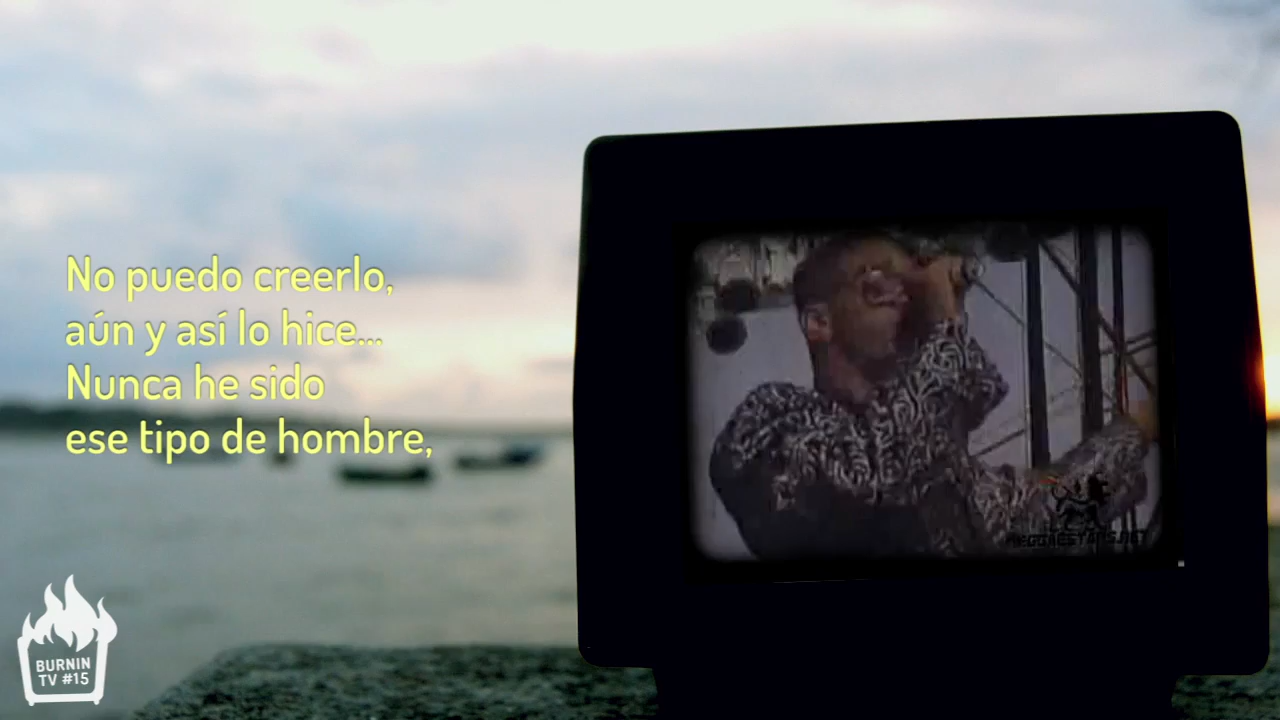 No puedo creerlo,
aún y así lo hice...
Nunca he sido
ese tipo de hombre,
BURNIN
TV #15